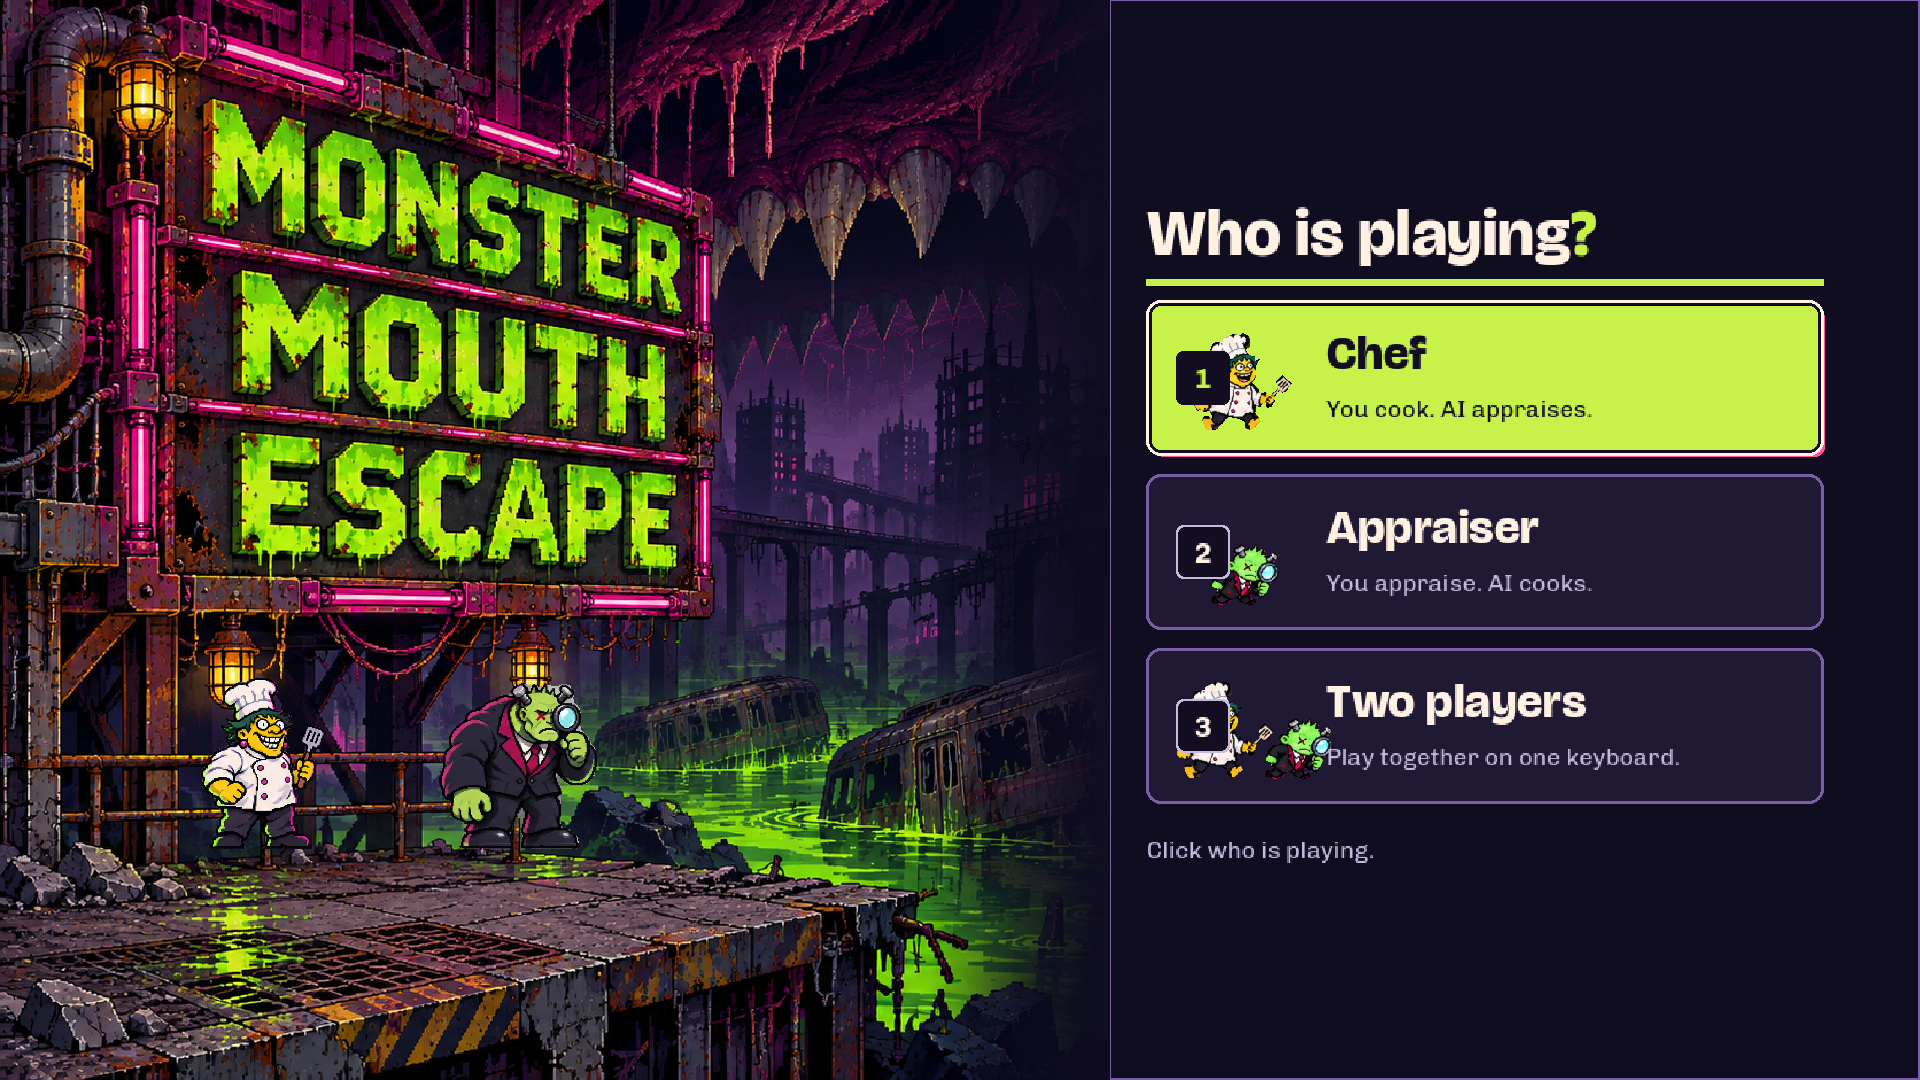 MONSTER
MOUTH
ESCAPE
Who is playing?
1
Chef
You cook. AI appraises.
2
Appraiser
You appraise. AI cooks.
3
Two players
Play together on one keyboard.
Click who is playing.